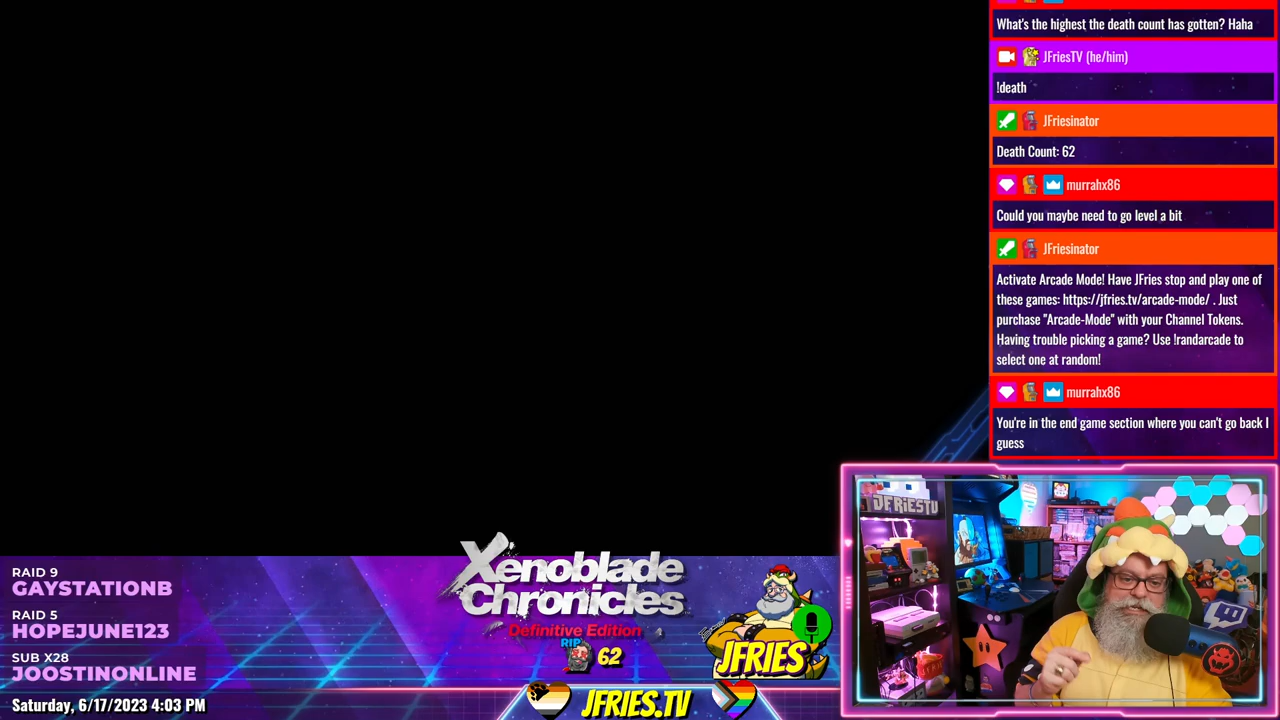 What's the highest the death count has gotten? Haha
JFriesTV (he/him)
!death
JFriesinator
Death Count: 62
murrahx86
Could you maybe need to go level a bit
JFriesinator
Activate Arcade Mode! Have JFries stop and play one of
these games: https://jfries.tv/arcade-mode/ . Just
purchase "Arcade-Mode" with your Channel Tokens.
Having trouble picking a game? Use !randarcade to
select one at random!
murrahx86
You're in the end game section where you can't go back I
guess
JFRIESTV
RAID 9
GAYSTATIONB
RAID 5
HOPEJUNE123
SUB X28
JOOSTINONLINE
Saturday, 6/17/2023 4:03 PM
Xenoblade
Chronicles
Definitive Edition
RIP
62
JFRIES
JFRIES.TV